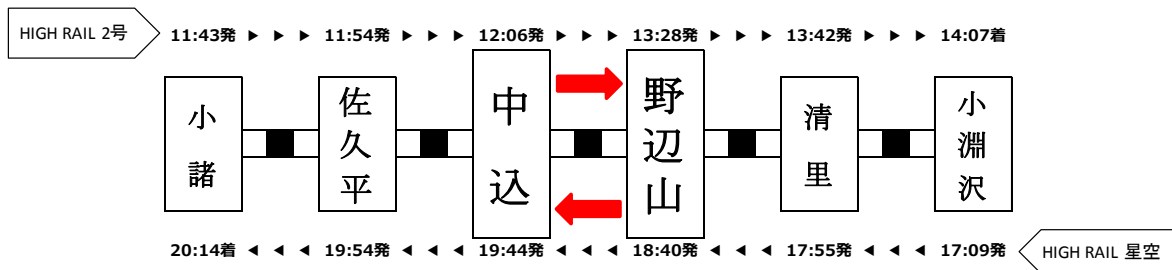 HIGH RAIL 2号
11:43発 ▶ ▶ ▶ 11:54発 ▶ ▶ ▶ 12:06発 ▶ ▶ ▶ 13:28発 ▶ ▶ ▶ 13:42発 ▶ ▶ ▶ 14:07着
小諸
佐久平
中込
野辺山
清里
小淵沢
20:14着 ◀ ◀ ◀ 19:54発 ◀ ◀ ◀ 19:44発 ◀ ◀ ◀ 18:40発 ◀ ◀ ◀ 17:55発 ◀ ◀ ◀ 17:09発
HIGH RAIL 星空